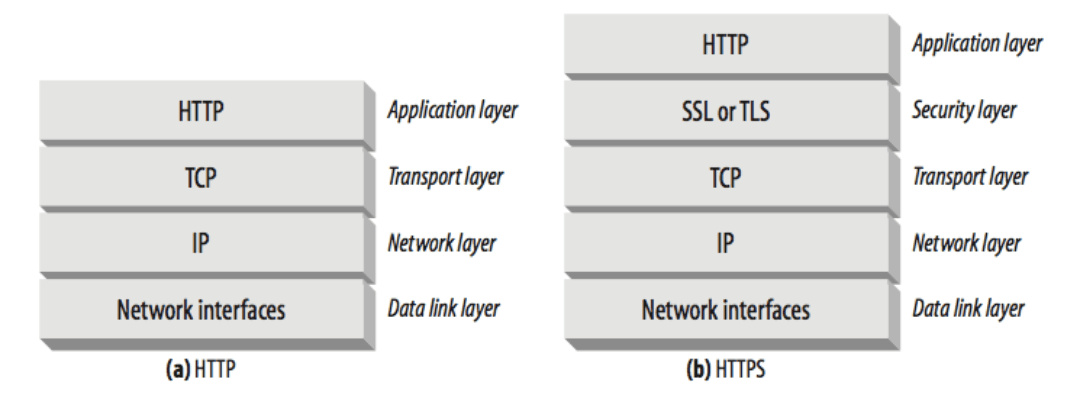 HTTP Application layer
TCP Transport layer
IP Network layer
Network interfaces Data link layer
(a) HTTP
HTTP Application layer
SSL or TLS Security layer
TCP Transport layer
IP Network layer
Network interfaces Data link layer
(b) HTTPS